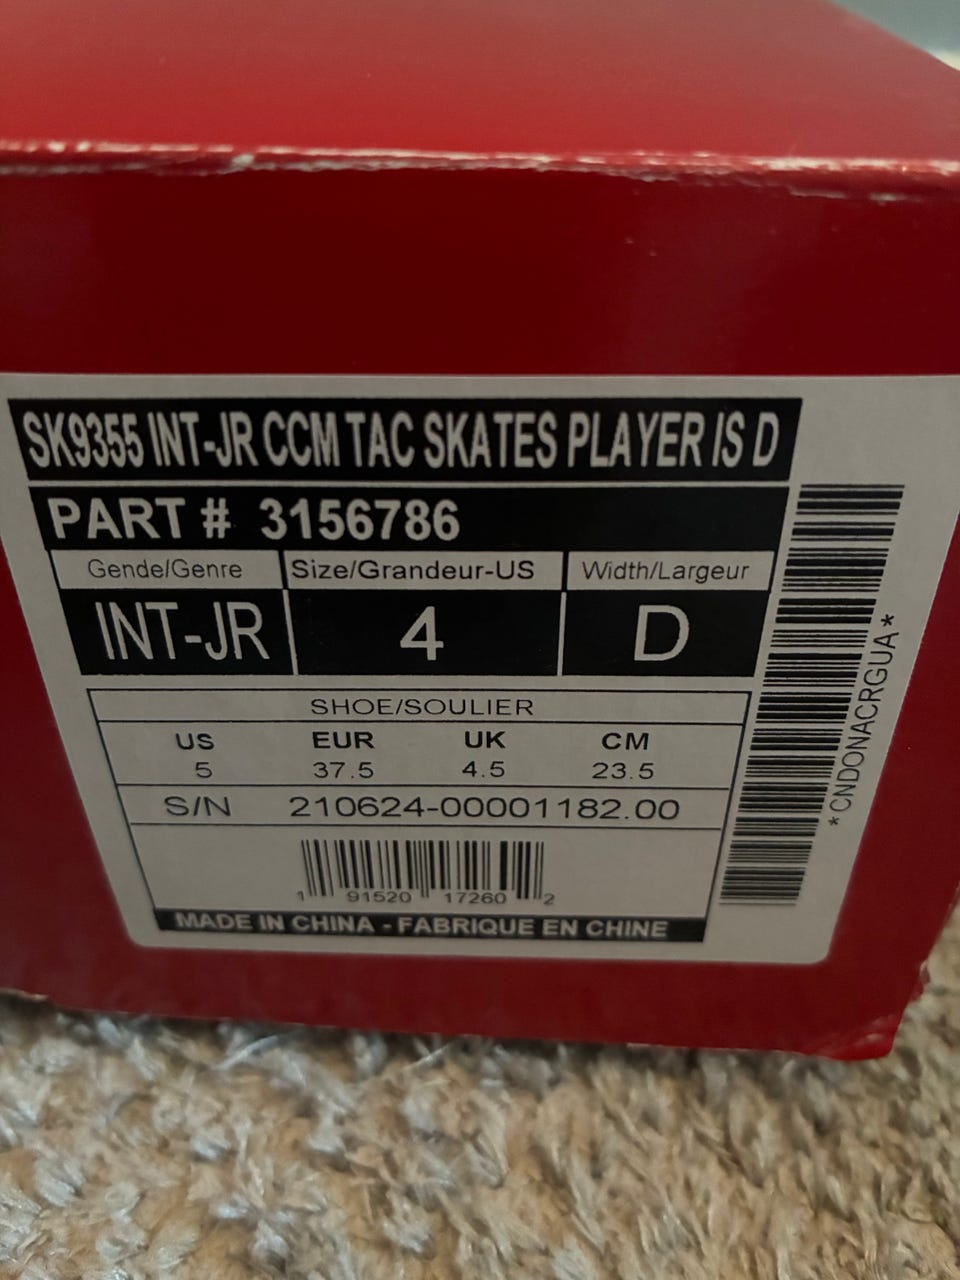 SK9355 INT-JR CCM TAC SKATES PLAYER IS D
PART # 3156786
Gende/Genre Size/Grandeur-US Width/Largeur
INT-JR 4 D
SHOE/SOULIER
US EUR UK CM
5 37.5 4.5 23.5
S/N 210624-00001182.00
1 91520 17260 2
MADE IN CHINA - FABRIQUE EN CHINE
*CNDONACRGUA*